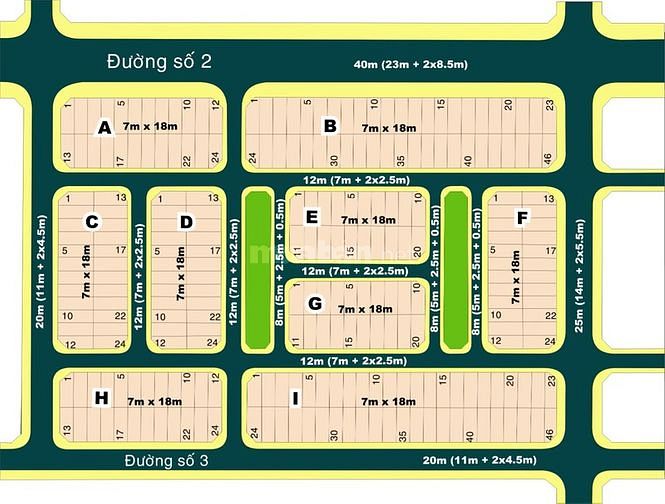 Đường số 2
40m (23m + 2x8.5m)
1 5 10 12
A 7m x 18m
13 17 24
1 5 10 15 20 23
B 7m x 18m
24 30 35 40 46
12m (7m + 2x2.5m)
20m (11m + 2x4.5m)
1 13
C
5 17
7m x 18m
10 22
12 24
12m (7m + 2x2.5m)
1 13
D
5 17
7m x 18m
10 22
12 24
12m (7m + 2x2.5m)
8m (5m + 2.5m + 0.5m)
1 5 10
E 7m x 18m
11 15 20
12m (7m + 2x2.5m)
1 5 10
G 7m x 18m
11 15 20
12m (7m + 2x2.5m)
8m (5m + 2.5m + 0.5m)
8m (5m + 2.5m + 0.5m)
1 13
F
5 17
7m x 18m
10 22
12 24
25m (14m + 2x5.5m)
1 5 10 12
H 7m x 18m
13 17 24
1 5 10 15 20 23
I 7m x 18m
24 30 35 40 46
Đường số 3
20m (11m + 2x4.5m)